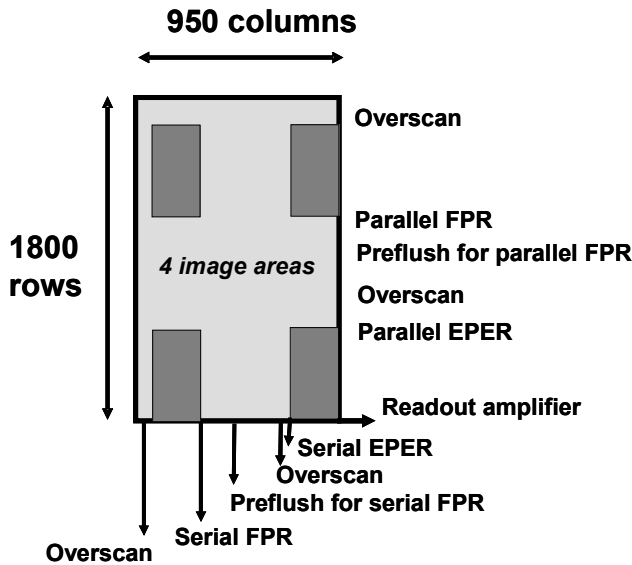 950 columns
Overscan
Parallel FPR
1800
rows
Preflush for parallel FPR
4 image areas
Overscan
Parallel EPER
Readout amplifier
Serial EPER
Overscan
Preflush for serial FPR
Serial FPR
Overscan